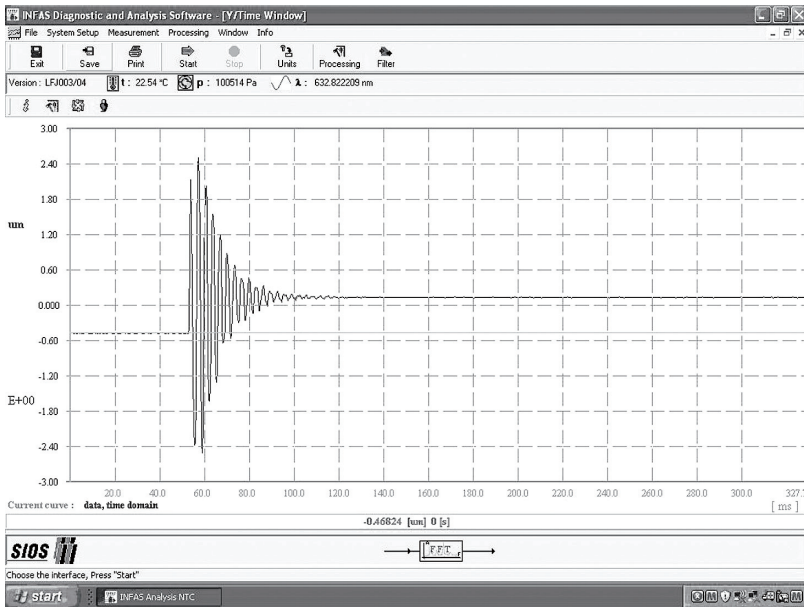 INFAS Diagnostic and Analysis Software - [Y/Time Window]
File System Setup Measurement Processing Window Info
Exit Save Print Start Stop Units Processing Filter
Version : LFJ003/04 t : 22.54 °C p : 100514 Pa λ : 632.822209 nm
3.00
2.40
1.80
um
1.20
0.60
0.000
-0.60
-1.20
E+00
-1.80
-2.40
-3.00
20.0 40.0 60.0 80.0 100.0 120.0 140.0 160.0 180.0 200.0 220.0 240.0 260.0 280.0 300.0 327.
Current curve : data, time domain [ ms ]
-0.46824 [um] 0 [s]
SIOS
FFT
Choose the interface, Press "Start"
start INFAS Analysis NTC